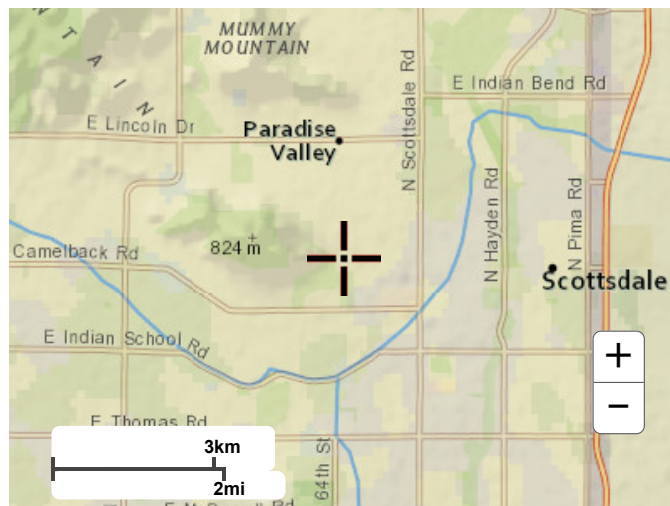 N T A I N
MUMMY
MOUNTAIN
N Scottsdale Rd
E Indian Bend Rd
E Lincoln Dr
Paradise
Valley
N Hayden Rd
N Pima Rd
824 m
Camelback Rd
Scottsdale
E Indian School Rd
+
−
E Thomas Rd
3km
2mi
64th St